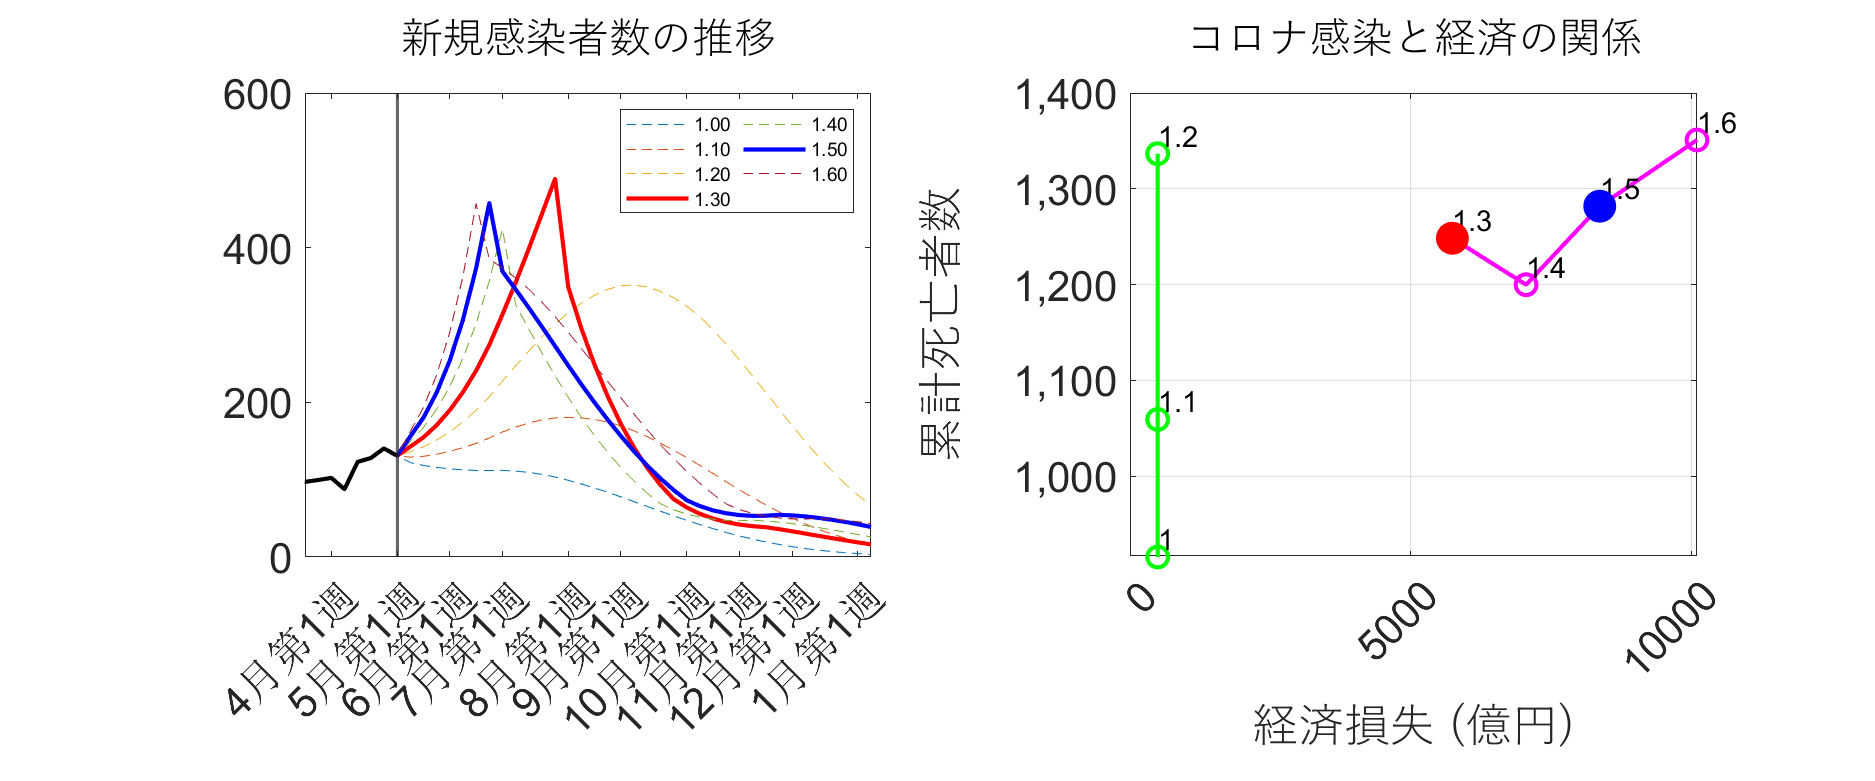 新規感染者数の推移
600
400
200
0
1.00
1.10
1.20
1.30
1.40
1.50
1.60
4月第1週
5月第1週
6月第1週
7月第1週
8月第1週
9月第1週
10月第1週
11月第1週
12月第1週
1月第1週
コロナ感染と経済の関係
累計死亡者数
1,400
1,300
1,200
1,100
1,000
1.2
1.1
1
1.3
1.4
1.5
1.6
0
5000
10000
経済損失 (億円)